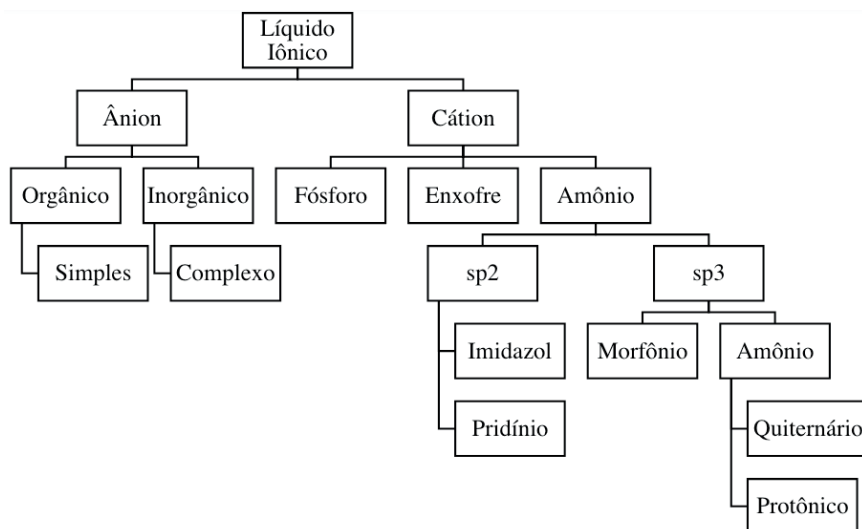 Líquido
Iônico
Ânion
Cátion
Orgânico
Inorgânico
Fósforo
Enxofre
Amônio
Simples
Complexo
sp2
sp3
Imidazol
Morfônio
Amônio
Pridínio
Quiternário
Protônico